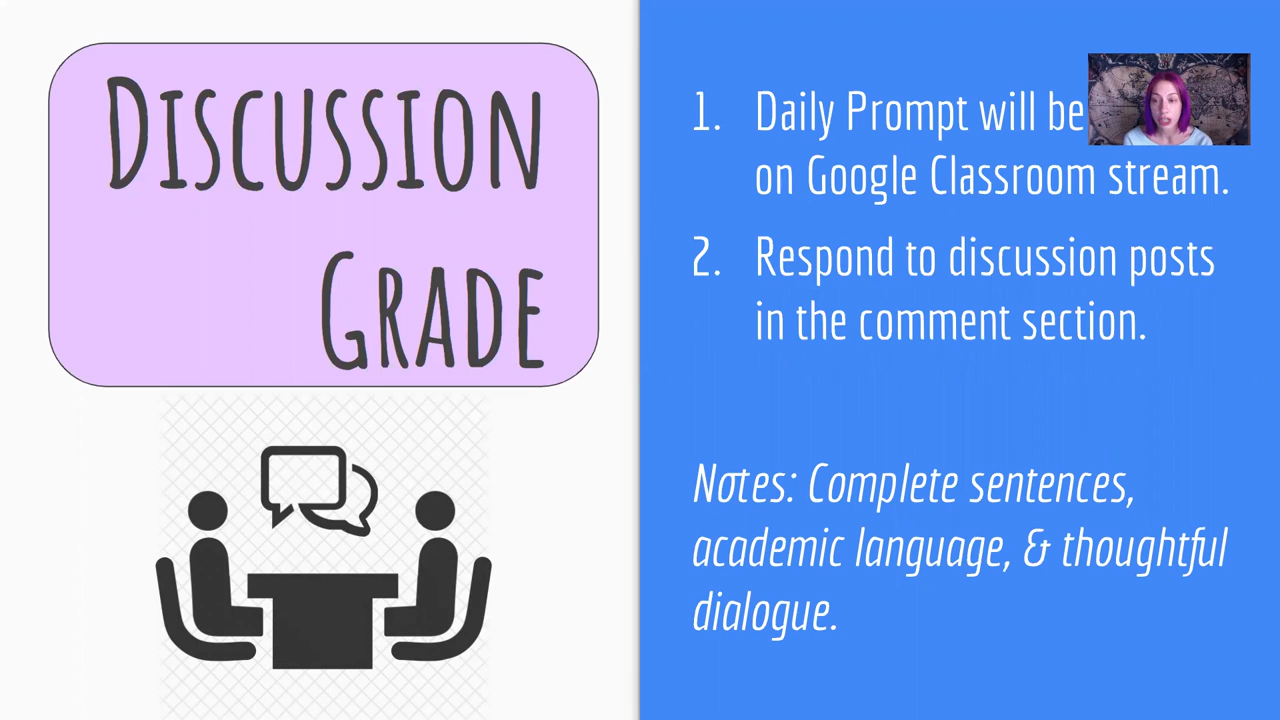 DISCUSSION
GRADE
1. Daily Prompt will be
on Google Classroom stream.
2. Respond to discussion posts
in the comment section.
Notes: Complete sentences,
academic language, & thoughtful
dialogue.